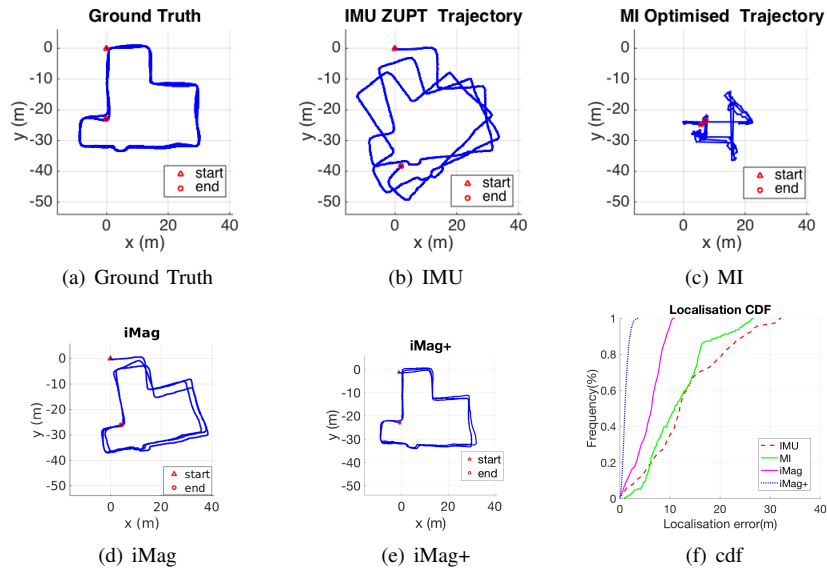 Ground Truth
0
-10
-20
-30
-40
-50
y (m)
start
end
0 20 40
x (m)
(a) Ground Truth
IMU ZUPT Trajectory
0
-10
-20
-30
-40
-50
y (m)
start
end
0 20 40
x (m)
(b) IMU
MI Optimised Trajectory
0
-10
-20
-30
-40
-50
y (m)
start
end
0 20 40
x (m)
(c) MI
iMag
0
-10
-20
-30
-40
-50
y (m)
start
end
0 20 40
x (m)
(d) iMag
iMag+
0
-10
-20
-30
-40
-50
y (m)
start
end
0 20 40
x (m)
(e) iMag+
Localisation CDF
1
0.8
0.6
0.4
0.2
0
Frequency(%)
IMU
MI
iMag
iMag+
0 10 20 30 40
Localisation error(m)
(f) cdf